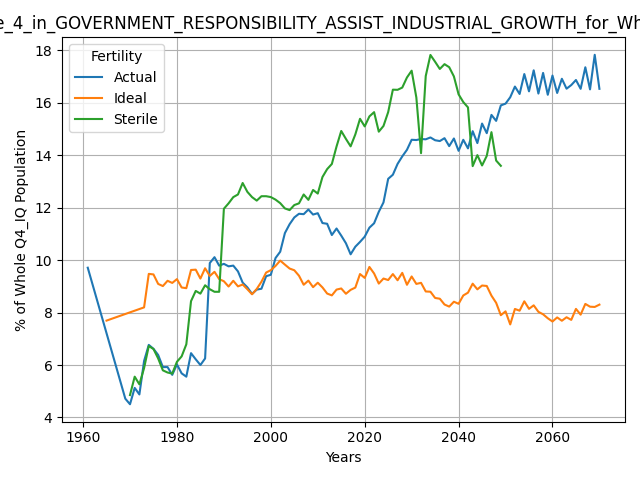 e_4_in_GOVERNMENT_RESPONSIBILITY_ASSIST_INDUSTRIAL_GROWTH_for_Wh
Fertility
Actual
Ideal
Sterile
% of Whole Q4_IQ Population
18
16
14
12
10
8
6
4
1960 1980 2000 2020 2040 2060
Years